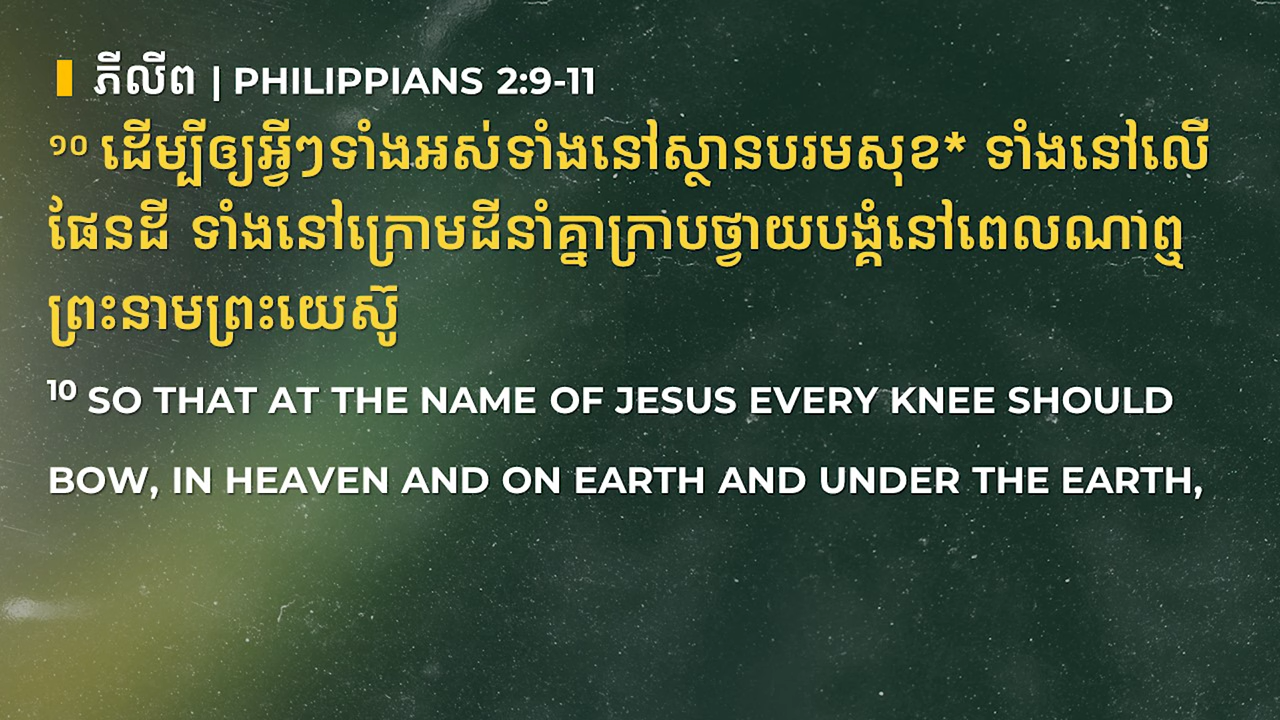 ភីលីព | PHILIPPIANS 2:9-11
១០ ដើម្បីឲ្យអ្វីៗទាំងអស់ទាំងនៅស្ថានបរមសុខ* ទាំងនៅលើ
ផែនដី ទាំងនៅក្រោមដីនាំគ្នាក្រាបថ្វាយបង្គំនៅពេលណាឮ
ព្រះនាមព្រះយេស៊ូ
10 SO THAT AT THE NAME OF JESUS EVERY KNEE SHOULD
BOW, IN HEAVEN AND ON EARTH AND UNDER THE EARTH,